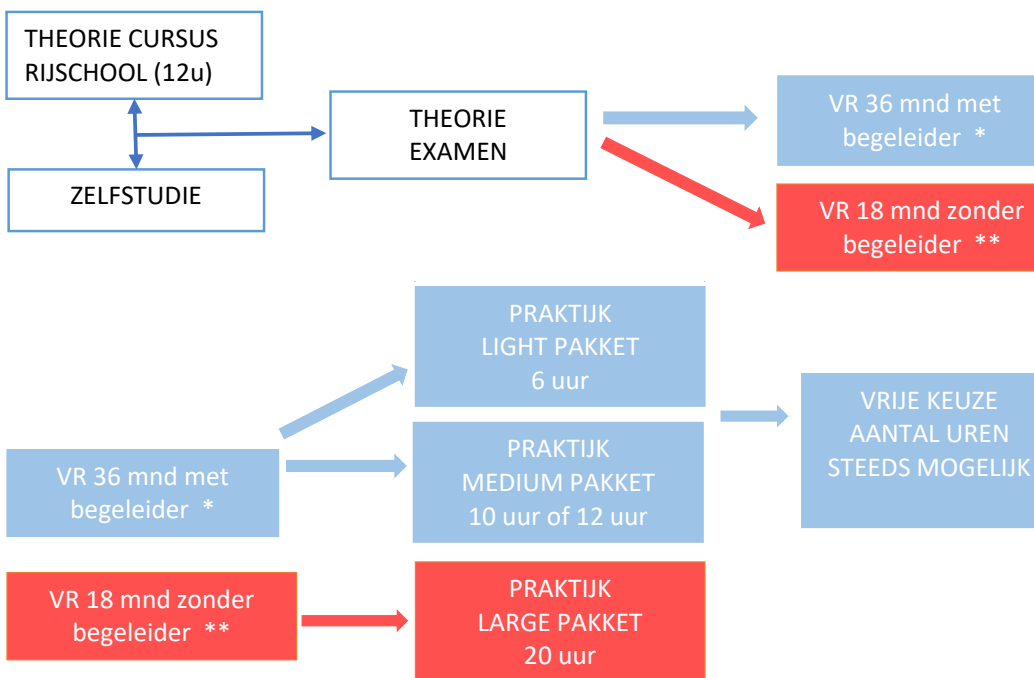 THEORIE CURSUS
RIJSCHOOL (12u)
ZELFSTUDIE
THEORIE
EXAMEN
VR 36 mnd met
begeleider *
VR 18 mnd zonder
begeleider **
VR 36 mnd met
begeleider *
PRAKTIJK
LIGHT PAKKET
6 uur
PRAKTIJK
MEDIUM PAKKET
10 uur of 12 uur
VRIJE KEUZE
AANTAL UREN
STEEDS MOGELIJK
VR 18 mnd zonder
begeleider **
PRAKTIJK
LARGE PAKKET
20 uur